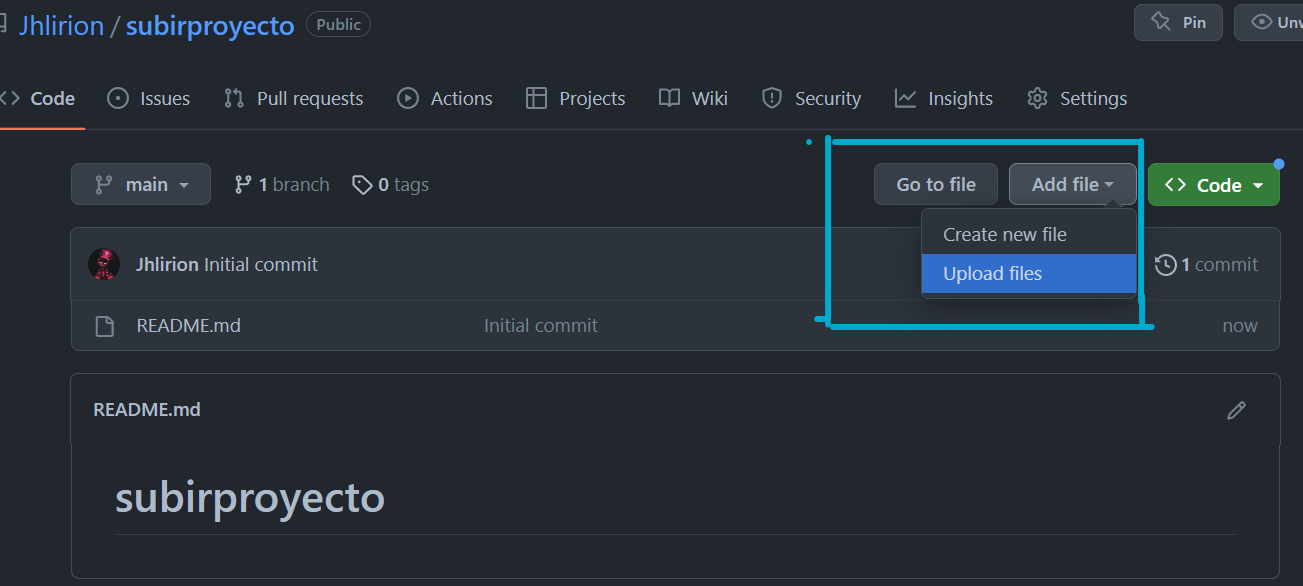 Jhlirion / subirproyecto Public
Pin
Code Issues Pull requests Actions Projects Wiki Security Insights Settings
main 1 branch 0 tags Go to file Add file Code
Create new file
Upload files
Jhlirion Initial commit 1 commit
README.md Initial commit now
README.md
subirproyecto